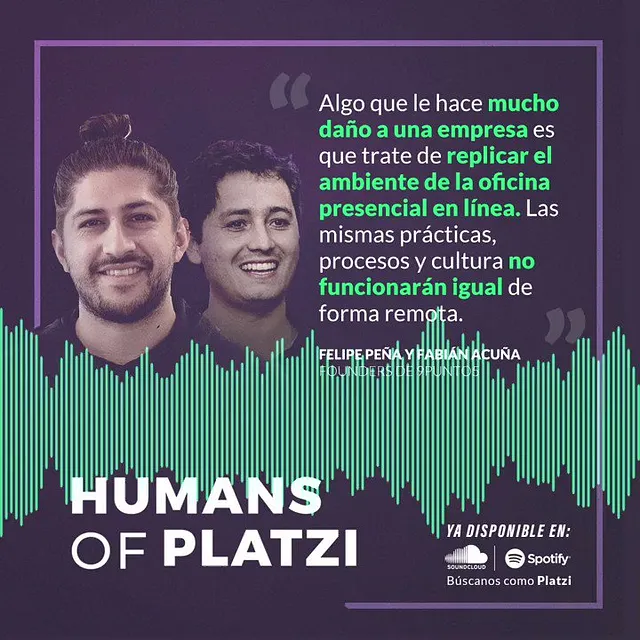 “
Algo que le hace mucho
daño a una empresa es
que trate de replicar el
ambiente de la oficina
presencial en línea. Las
mismas prácticas,
procesos y cultura no
funcionarán igual de
forma remota.
”
FELIPE PEÑA Y FABIÁN ACUÑA
FOUNDERS DE 9PUNTO5
HUMANS
OF PLATZI
YA DISPONIBLE EN:
SOUNDCLOUD | Spotify
Búscanos como Platzi